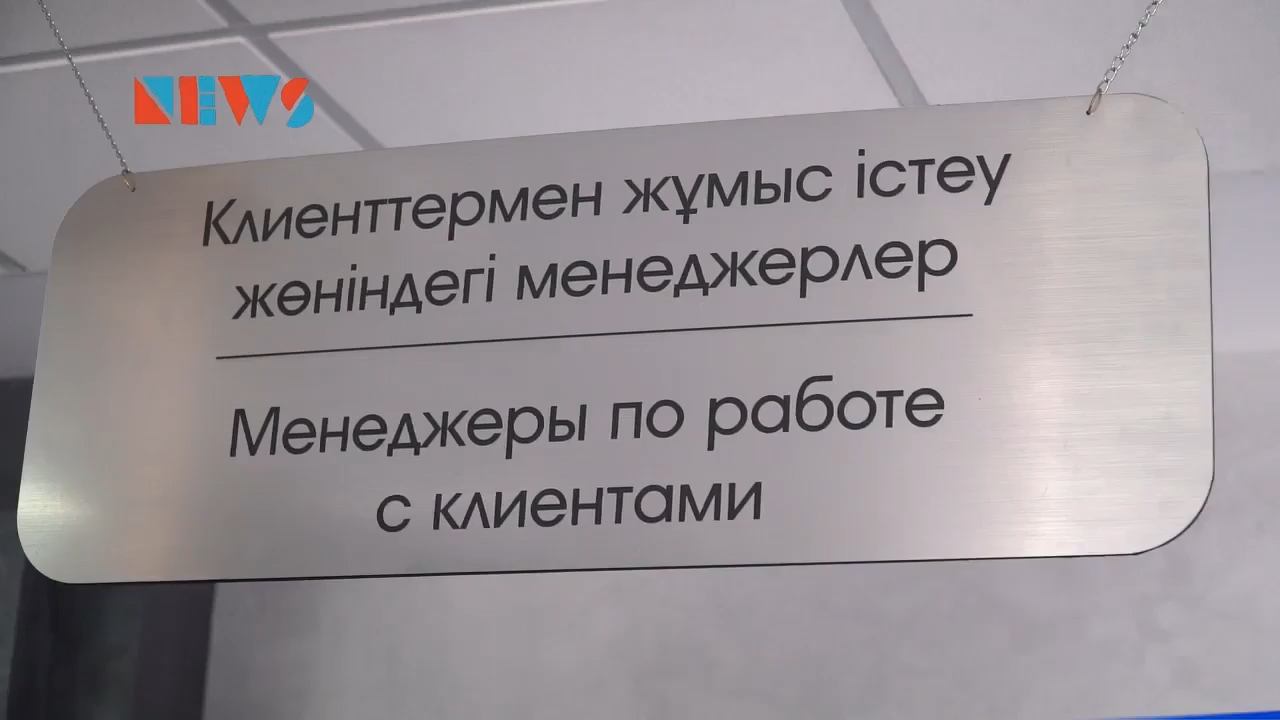 NEWS
Клиенттермен жұмыс істеу
жөніндегі менеджерлер
Менеджеры по работе
с клиентами